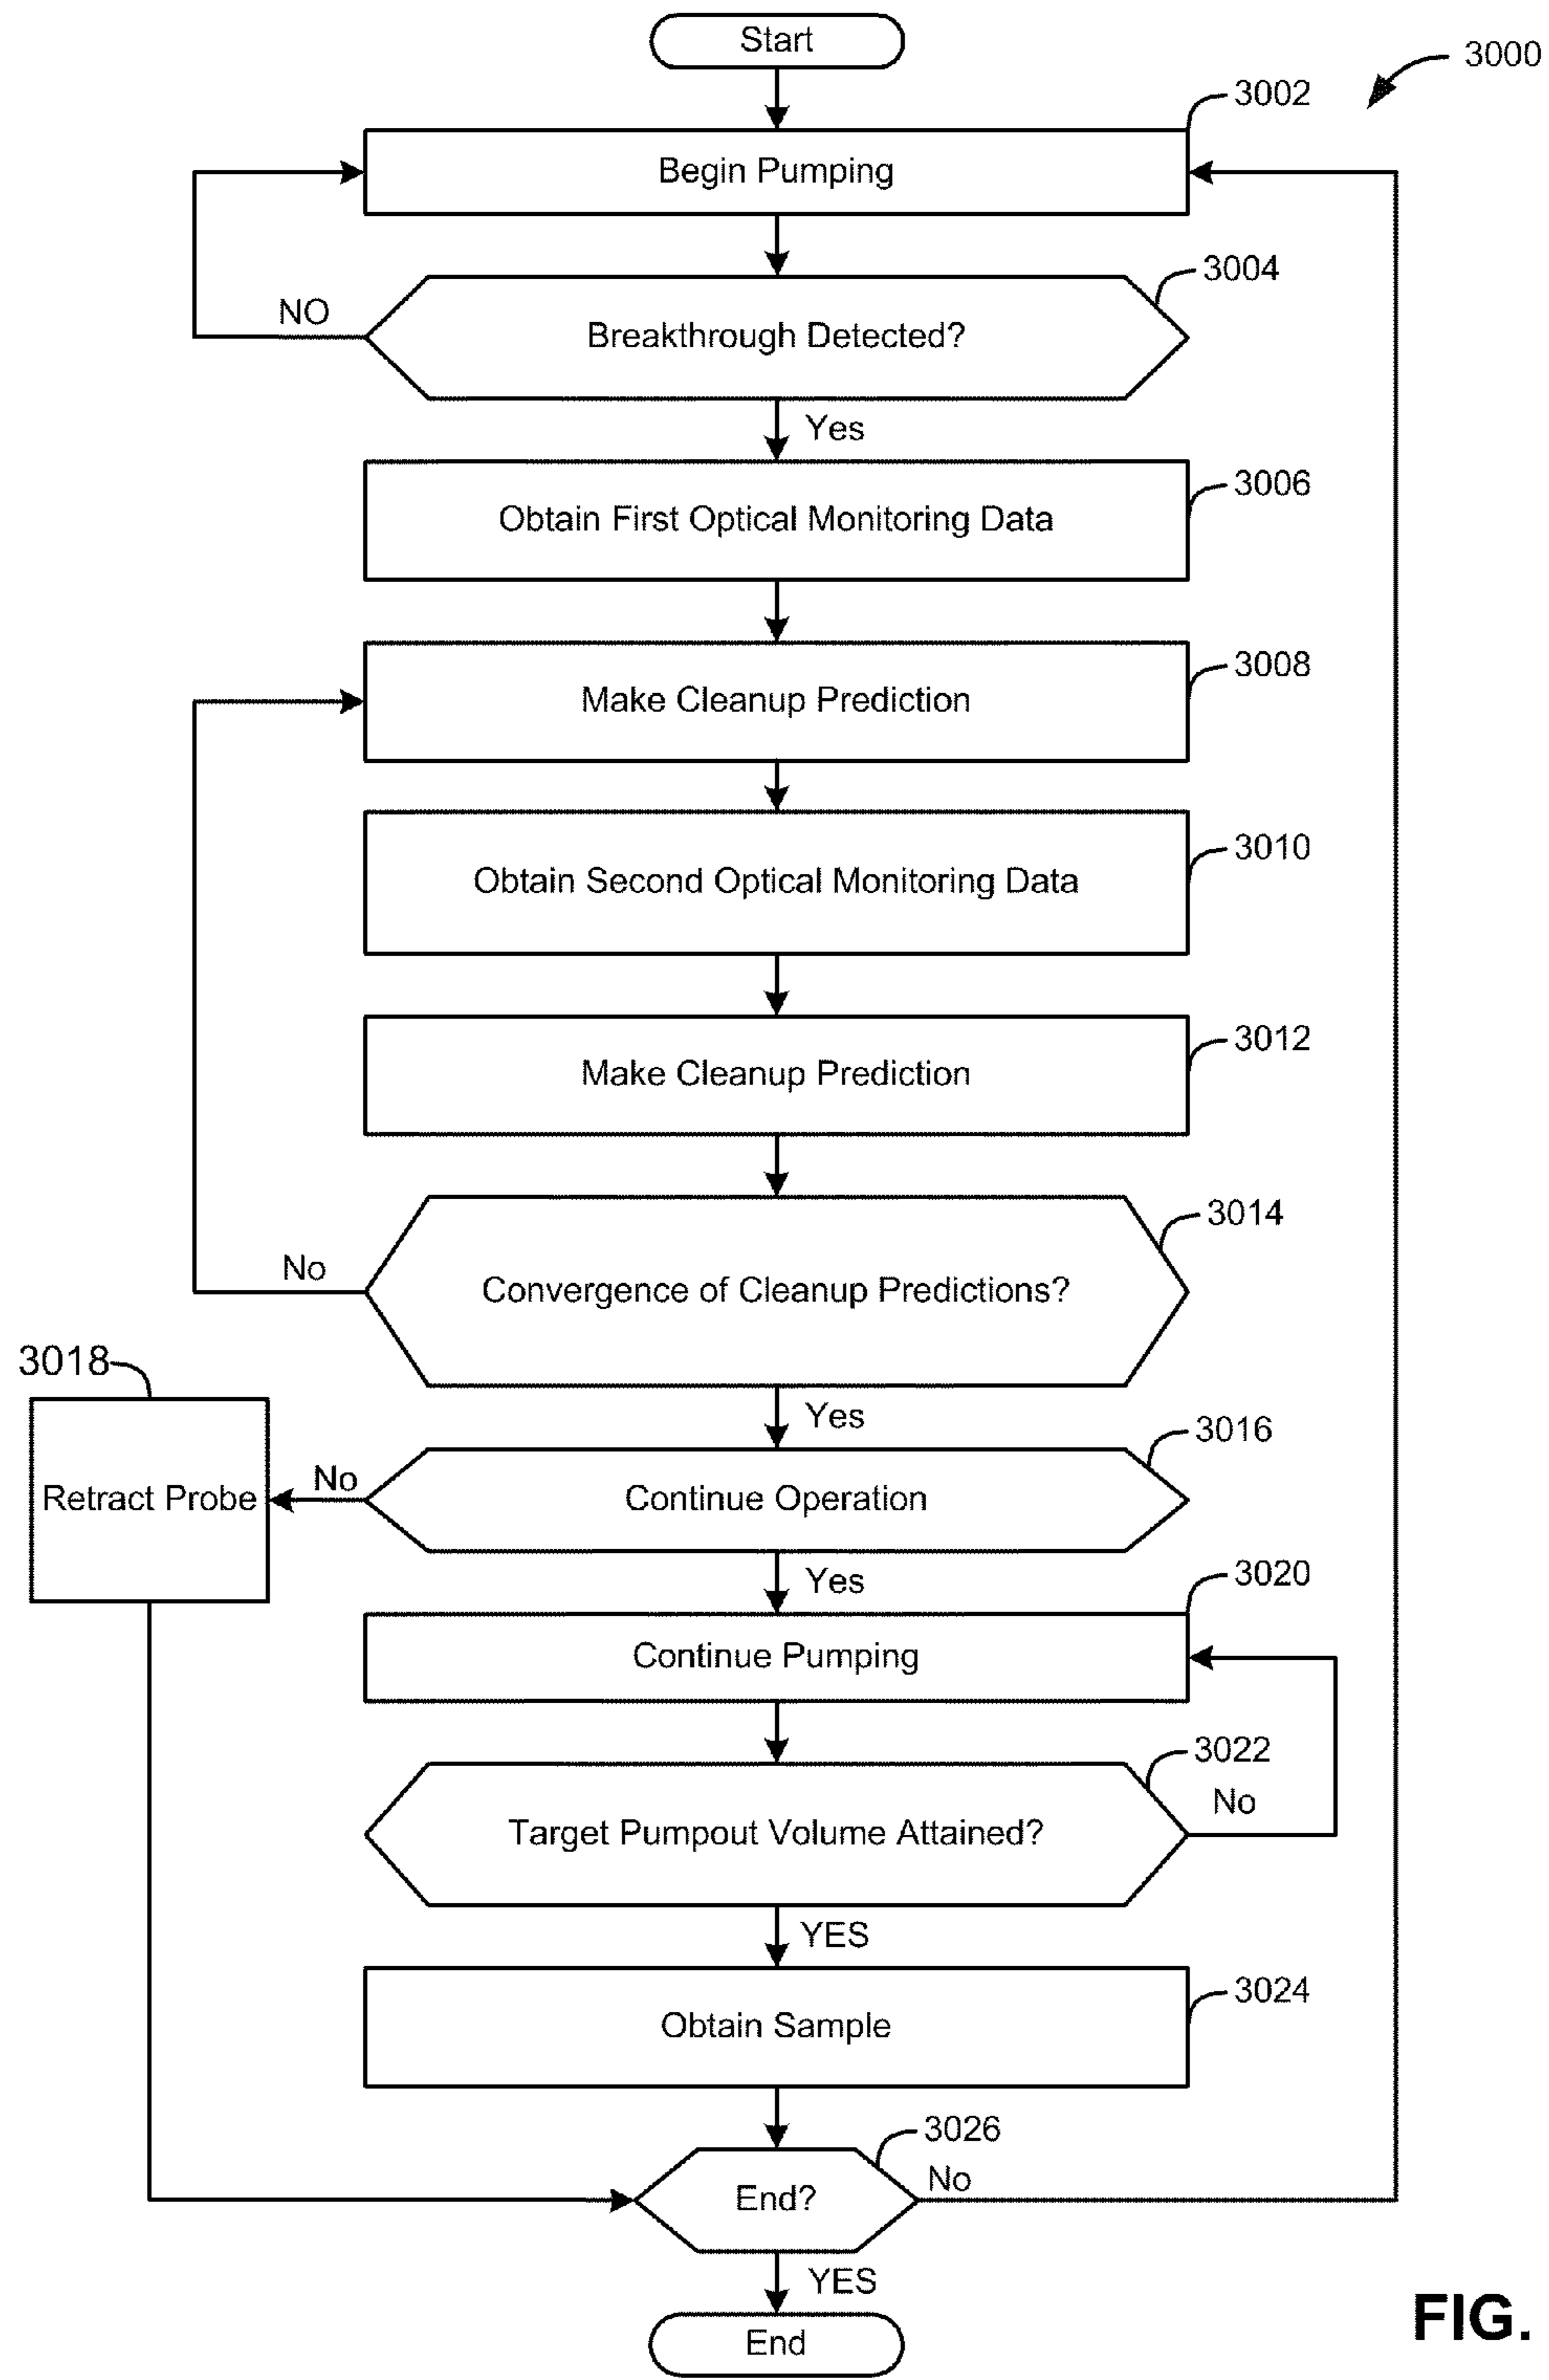 Start
3000
3002
Begin Pumping
3004
NO
Breakthrough Detected?
Yes
3006
Obtain First Optical Monitoring Data
3008
Make Cleanup Prediction
3010
Obtain Second Optical Monitoring Data
3012
Make Cleanup Prediction
3014
No
Convergence of Cleanup Predictions?
3018
Yes
3016
No
Retract Probe
Continue Operation
Yes
3020
Continue Pumping
3022
No
Target Pumpout Volume Attained?
YES
3024
Obtain Sample
3026
No
End?
YES
End
FIG.